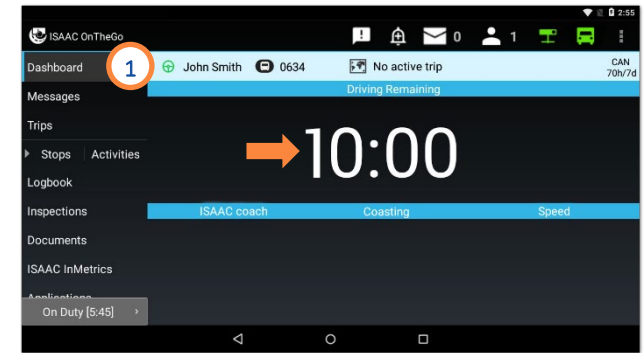 2:55
ISAAC OnTheGo
0
1
Dashboard
1
John Smith
0634
No active trip
CAN
70h/7d
Messages
Driving Remaining
Trips
10:00
Stops
Activities
Logbook
Inspections
ISAAC coach
Coasting
Speed
Documents
ISAAC InMetrics
Applications
On Duty [5:45]